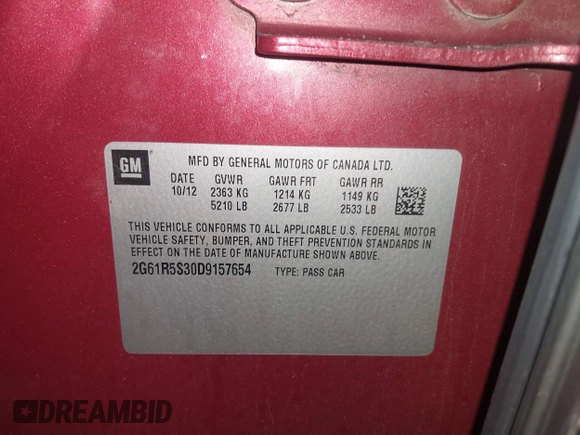 GM
MFD BY GENERAL MOTORS OF CANADA LTD.
DATE GVWR GAWR FRT GAWR RR
10/12 2363 KG 1214 KG 1149 KG
5210 LB 2677 LB 2533 LB
THIS VEHICLE CONFORMS TO ALL APPLICABLE U.S. FEDERAL MOTOR
VEHICLE SAFETY, BUMPER, AND THEFT PREVENTION STANDARDS IN
EFFECT ON THE DATE OF MANUFACTURE SHOWN ABOVE.
2G61R5S30D9157654 TYPE: PASS CAR
DREAMBID